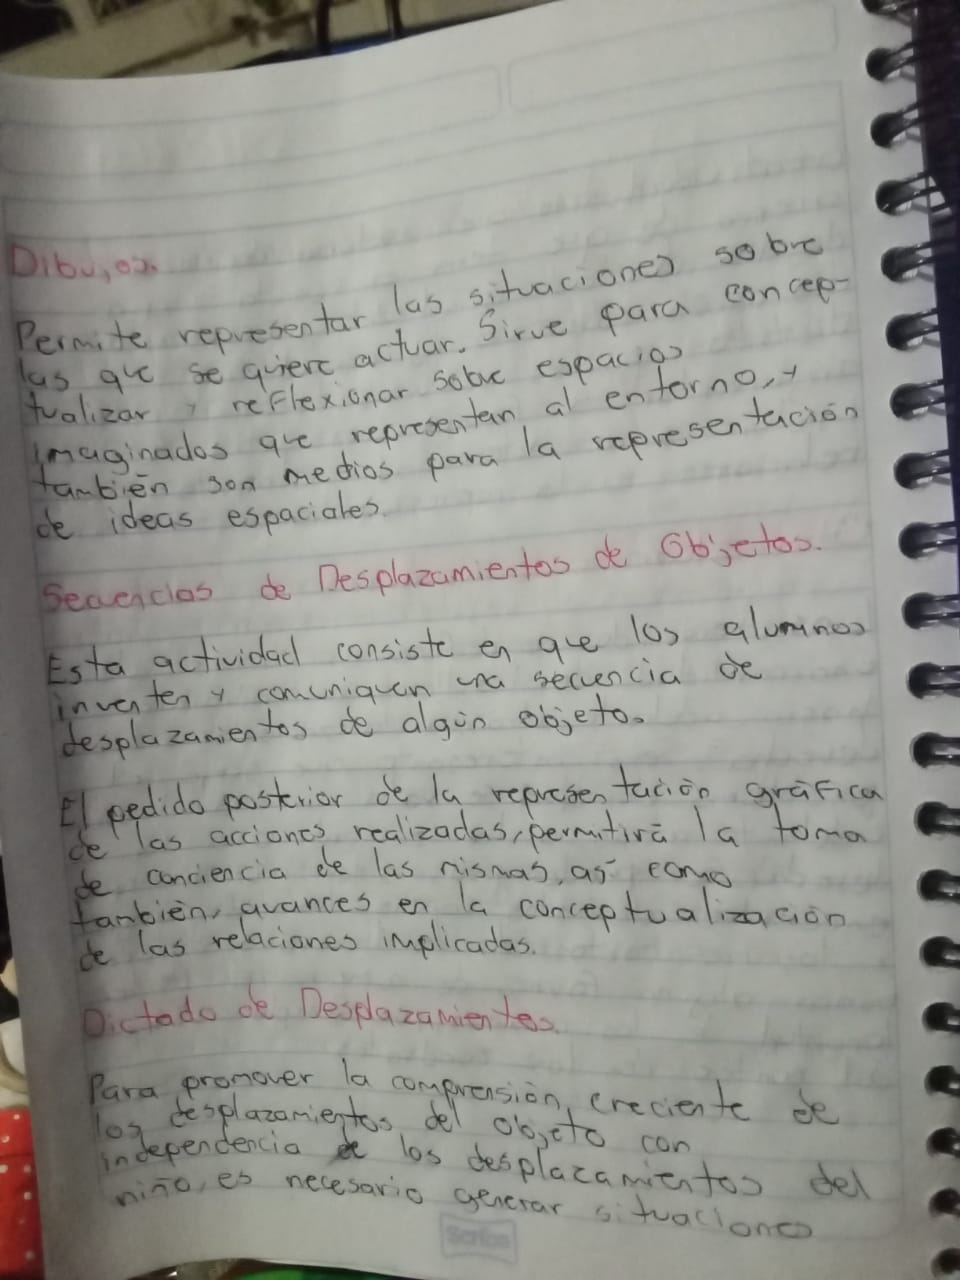 Dibujos.
Permite representar las situaciones sobre
las que se quiere actuar. Sirve para concep-
tualizar y reflexionar sobre espacios
imaginados que representan al entorno, y
también son medios para la representación
de ideas espaciales.
Secuencias de Desplazamientos de Objetos.
Esta actividad consiste en que los alumnos
inventen y comuniquen una secuencia de
desplazamientos de algún objeto.
El pedido posterior de la representación gráfica
de las acciones realizadas, permitirá la toma
de conciencia de las mismas, así como
también, avances en la conceptualización
de las relaciones implicadas.
Dictado de Desplazamientos.
Para promover la comprensión creciente de
los desplazamientos del objeto con
independencia de los desplazamientos del
niño, es necesario generar situaciones
Scribe